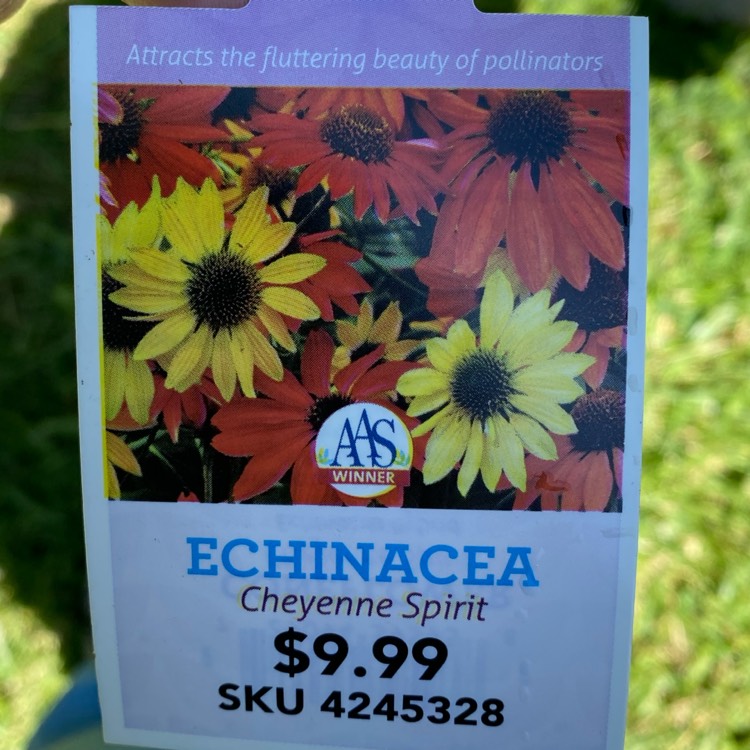 Attracts the fluttering beauty of pollinators
AAS
WINNER
ECHINACEA
Cheyenne Spirit
$9.99
SKU 4245328